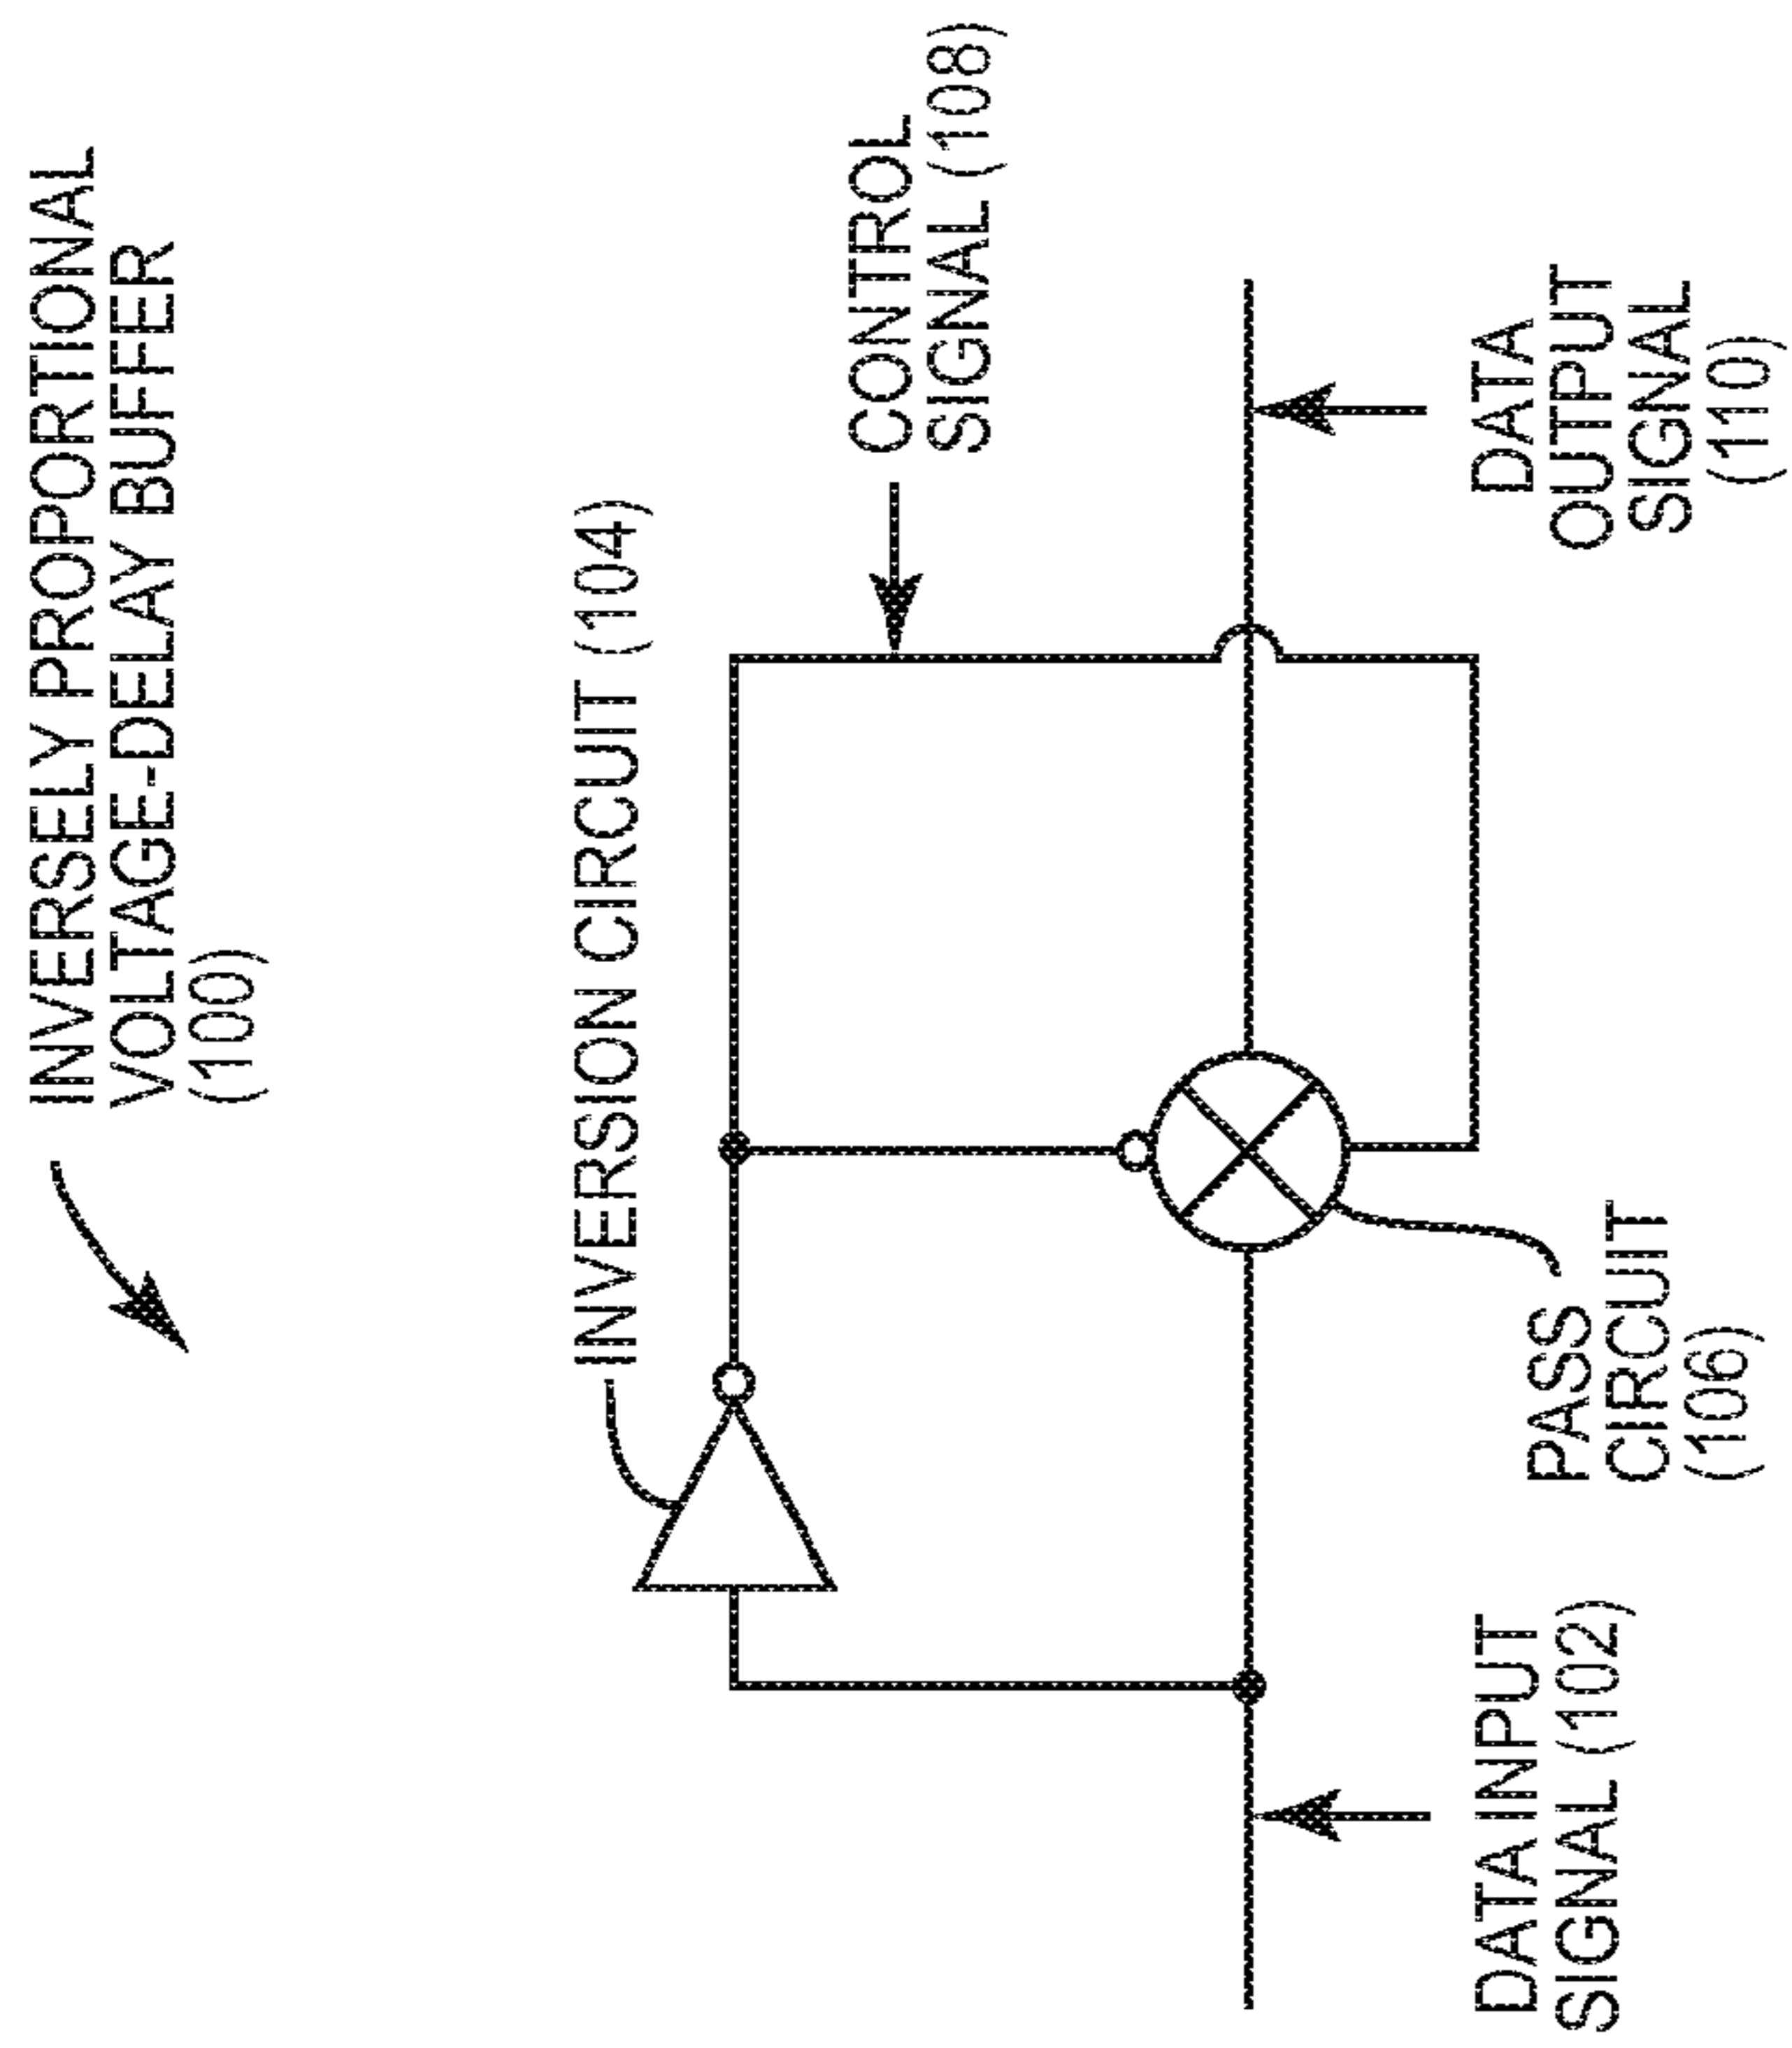 INVERSELY PROPORTIONAL
VOLTAGE-DELAY BUFFER
(100)
INVERSION CIRCUIT (104)
CONTROL
SIGNAL (108)
DATA INPUT
SIGNAL (102)
PASS
CIRCUIT
(106)
DATA
OUTPUT
SIGNAL
(110)